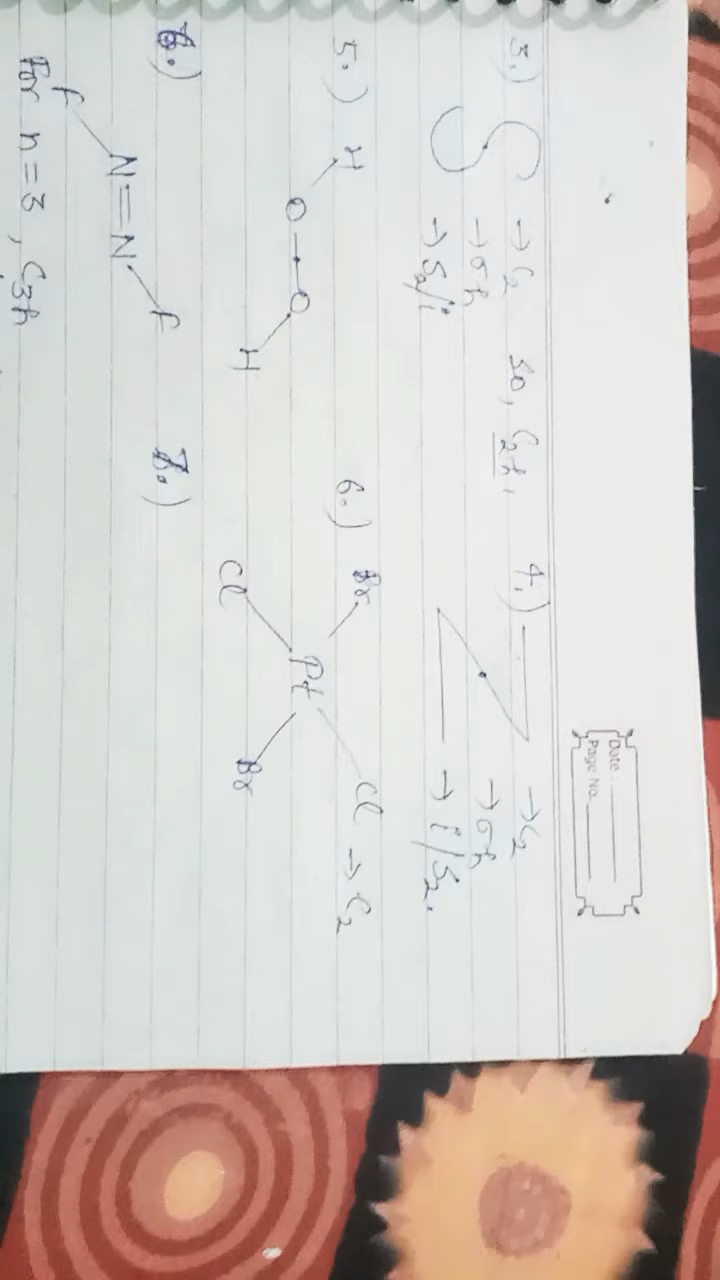 Date :
Page No.
3.) S → C2 so, C2h, 4.) Z → C2
→ σh → σh
→ S2/i → i/S2.
5.) H 6.) Br Cl → C2
O—O Pt
H Cl Br
6.) F 7.)
N=N
F
For n=3, C3h